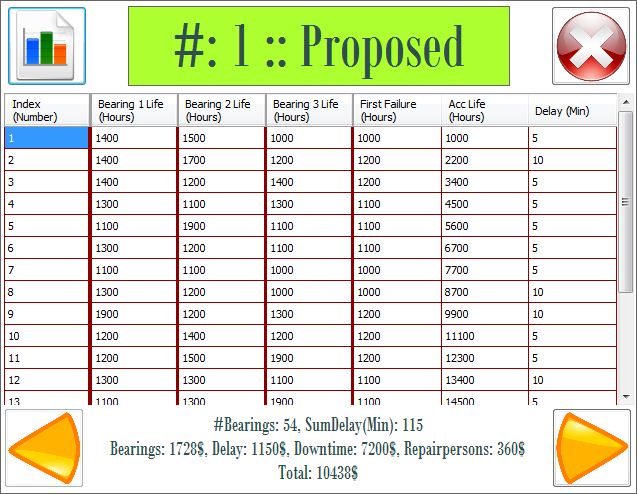 #: 1 :: Proposed
Index (Number) Bearing 1 Life (Hours) Bearing 2 Life (Hours) Bearing 3 Life (Hours) First Failure (Hours) Acc Life (Hours) Delay (Min)
1 1400 1500 1000 1000 1000 5
2 1400 1700 1200 1200 2200 10
3 1400 1200 1400 1200 3400 5
4 1300 1100 1300 1100 4500 5
5 1100 1900 1100 1100 5600 5
6 1300 1200 1100 1100 6700 5
7 1100 1100 1000 1000 7700 5
8 1300 1200 1000 1000 8700 10
9 1900 1200 1300 1200 9900 10
10 1200 1400 1200 1200 11100 5
11 1200 1500 1900 1200 12300 5
12 1300 1300 1100 1100 13400 10
13 1100 1100 1900 1100 14500 5
#Bearings: 54, SumDelay(Min): 115
Bearings: 1728$, Delay: 1150$, Downtime: 7200$, Repairpersons: 360$
Total: 10438$